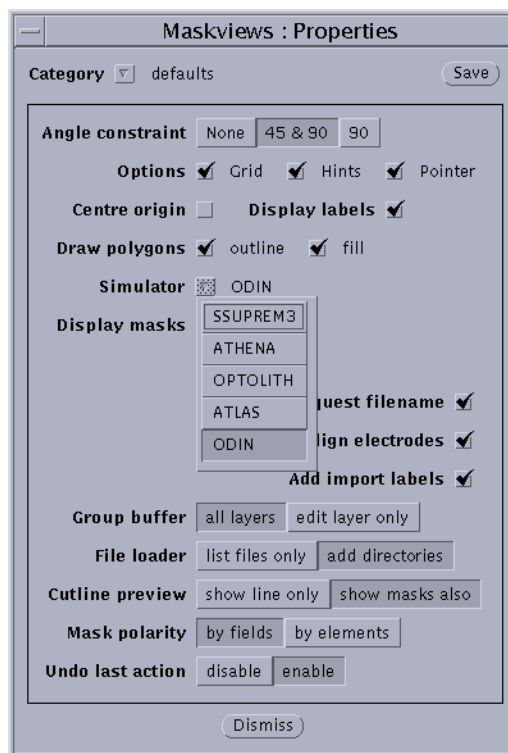 Maskviews : Properties
Category defaults Save
Angle constraint None 45 & 90 90
Options Grid Hints Pointer
Centre origin Display labels
Draw polygons outline fill
Simulator ODIN
Display masks SSUPREM3
ATHENA
OPTOLITH
quest filename
ATLAS
ODIN lign electrodes
Add import labels
Group buffer all layers edit layer only
File loader list files only add directories
Cutline preview show line only show masks also
Mask polarity by fields by elements
Undo last action disable enable
Dismiss